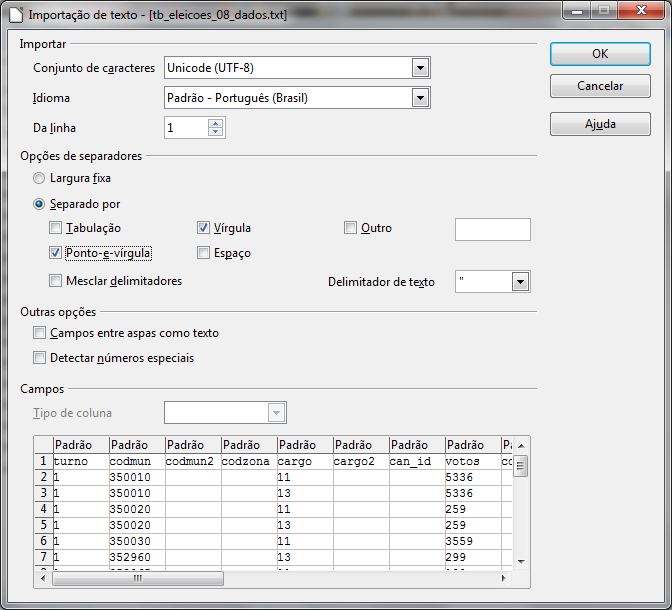 Importação de texto - [tb_eleicoes_08_dados.txt]
Importar
Conjunto de caracteres Unicode (UTF-8)
Idioma Padrão - Português (Brasil)
Da linha 1
OK
Cancelar
Ajuda
Opções de separadores
Largura fixa
Separado por
Tabulação Vírgula Outro
Ponto-e-vírgula Espaço
Mesclar delimitadores Delimitador de texto "
Outras opções
Campos entre aspas como texto
Detectar números especiais
Campos
Tipo de coluna
Padrão Padrão Padrão Padrão Padrão Padrão Padrão Padrão
1 turno codmun codmun2 codzona cargo cargo2 can_id votos
2 1 350010 11 5336
3 1 350010 13 5336
4 1 350020 11 259
5 1 350020 13 259
6 1 350030 11 3559
7 1 352960 13 299